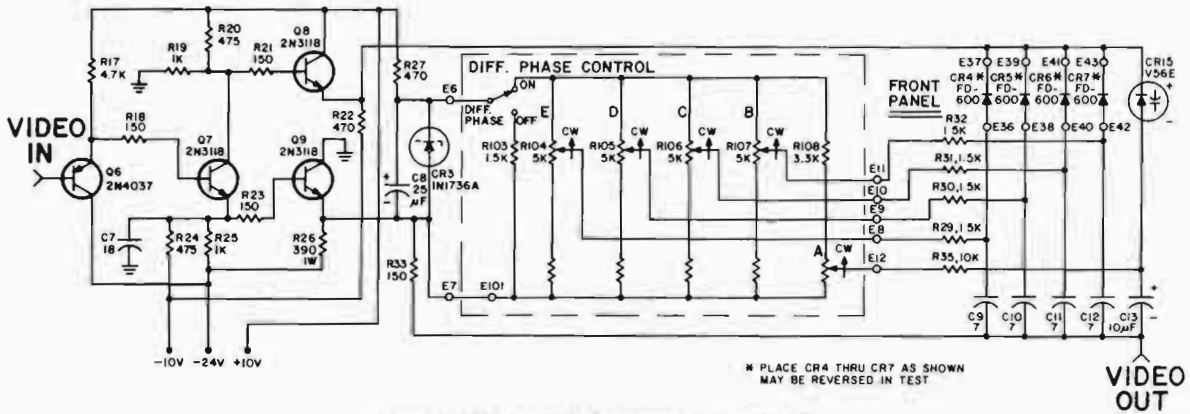 R20
475
Q8
2N3118
R19
1K
R21
150
R17
4.7K
R27
470
DIFF. PHASE CONTROL
E6
ON
DIFF.
PHASE
OFF
E
D
C
B
CW
CW
CW
CW
R103
1.5K
R104
5K
R105
5K
R106
5K
R107
5K
R108
3.3K
FRONT
PANEL
E37
E39
E41
E43
CR4*
FD-
600
CR5*
FD-
600
CR6*
FD-
600
CR7*
FD-
600
CR15
V56E
+
-
E36
E38
E40
E42
VIDEO
IN
R18
150
Q7
2N3118
Q9
2N3118
R22
470
Q6
2N4037
R23
150
C7
18
R24
475
R25
1K
R26
390
1W
+
C8
25
µF
-
CR3
1N1736A
R33
150
E7
E101
E11
E10
E9
E8
E12
A
CW
R32
1.5K
R31, 1.5K
R30, 1.5K
R29, 1.5K
R35, 10K
C9
7
C10
7
C11
7
C12
7
C13
10µF
+
-
-10V
-24V
+10V
* PLACE CR4 THRU CR7 AS SHOWN
MAY BE REVERSED IN TEST
VIDEO
OUT